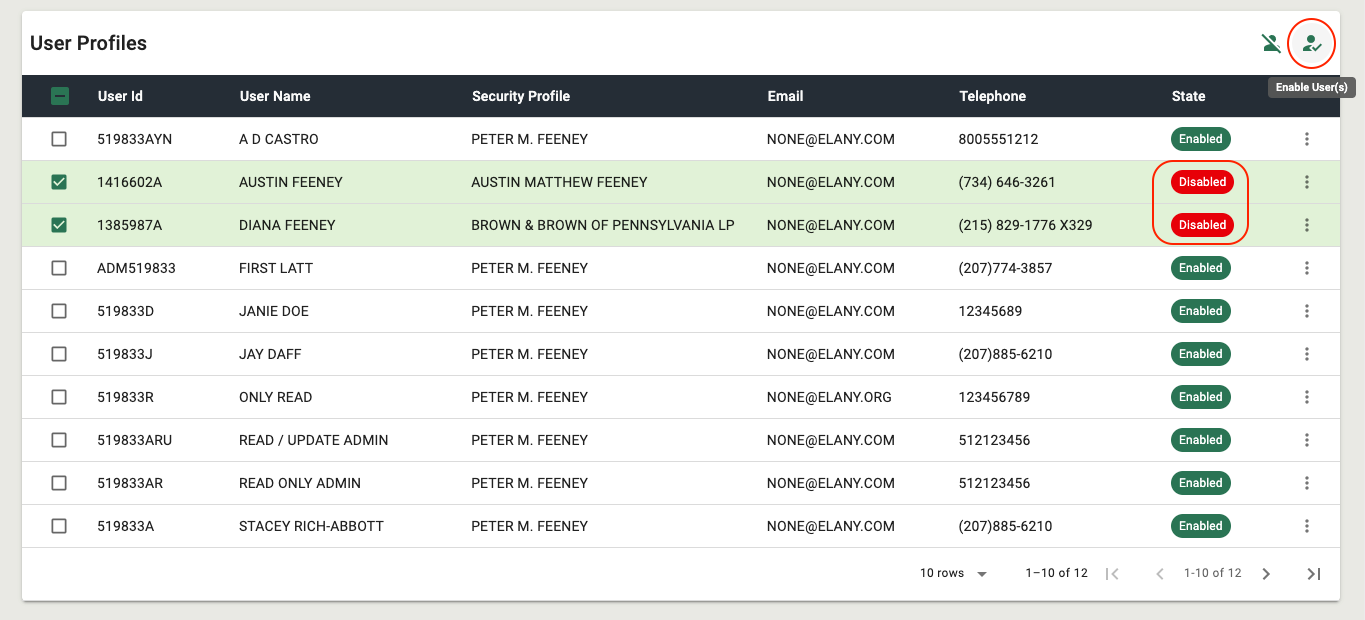 User Profiles
Enable User(s)
User Id User Name Security Profile Email Telephone State
519833AYN A D CASTRO PETER M. FEENEY NONE@ELANY.COM 8005551212 Enabled
1416602A AUSTIN FEENEY AUSTIN MATTHEW FEENEY NONE@ELANY.COM (734) 646-3261 Disabled
1385987A DIANA FEENEY BROWN & BROWN OF PENNSYLVANIA LP NONE@ELANY.COM (215) 829-1776 X329 Disabled
ADM519833 FIRST LATT PETER M. FEENEY NONE@ELANY.COM (207)774-3857 Enabled
519833D JANIE DOE PETER M. FEENEY NONE@ELANY.COM 12345689 Enabled
519833J JAY DAFF PETER M. FEENEY NONE@ELANY.COM (207)885-6210 Enabled
519833R ONLY READ PETER M. FEENEY NONE@ELANY.ORG 123456789 Enabled
519833ARU READ / UPDATE ADMIN PETER M. FEENEY NONE@ELANY.COM 512123456 Enabled
519833AR READ ONLY ADMIN PETER M. FEENEY NONE@ELANY.COM 512123456 Enabled
519833A STACEY RICH-ABBOTT PETER M. FEENEY NONE@ELANY.COM (207)885-6210 Enabled
10 rows 1–10 of 12 1-10 of 12